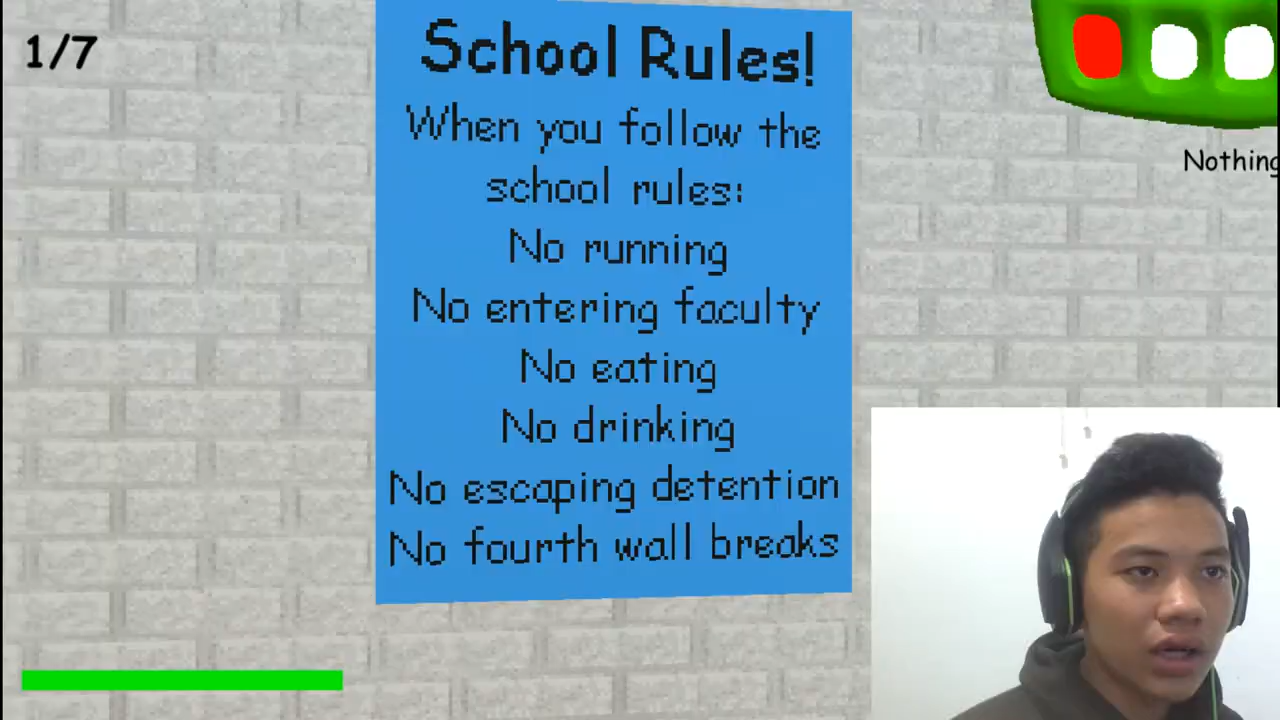 1/7
School Rules!
When you follow the
school rules:
No running
No entering faculty
No eating
No drinking
No escaping detention
No fourth wall breaks
Nothing